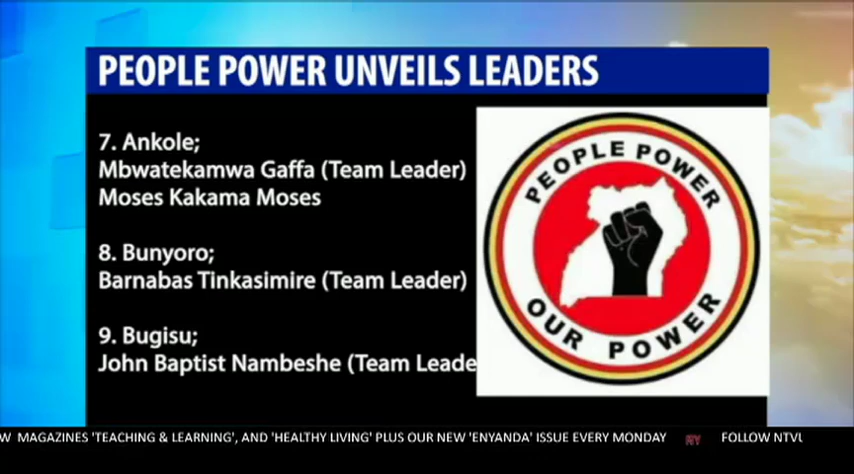 PEOPLE POWER UNVEILS LEADERS
7. Ankole;
Mbwatekamwa Gaffa (Team Leader)
Moses Kakama Moses
8. Bunyoro;
Barnabas Tinkasimire (Team Leader)
9. Bugisu;
John Baptist Nambeshe (Team Leade
PEOPLE POWER
OUR POWER
W MAGAZINES 'TEACHING & LEARNING', AND 'HEALTHY LIVING' PLUS OUR NEW 'ENYANDA' ISSUE EVERY MONDAY FOLLOW NTVU